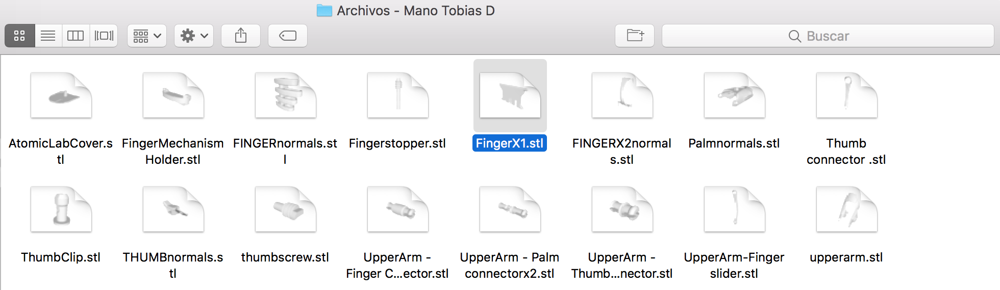 Archivos - Mano Tobias D
Buscar
AtomicLabCover.s
tl
FingerMechanism
Holder.stl
FINGERnormals.st
l
Fingerstopper.stl
FingerX1.stl
FINGERX2normal
s.stl
Palmnormals.stl
Thumb
connector .stl
ThumbClip.stl
THUMBnormals.s
tl
thumbscrew.stl
UpperArm -
Finger C...ector.stl
UpperArm - Palm
connectorx2.stl
UpperArm -
Thumb...nector.stl
UpperArm-Finger
slider.stl
upperarm.stl